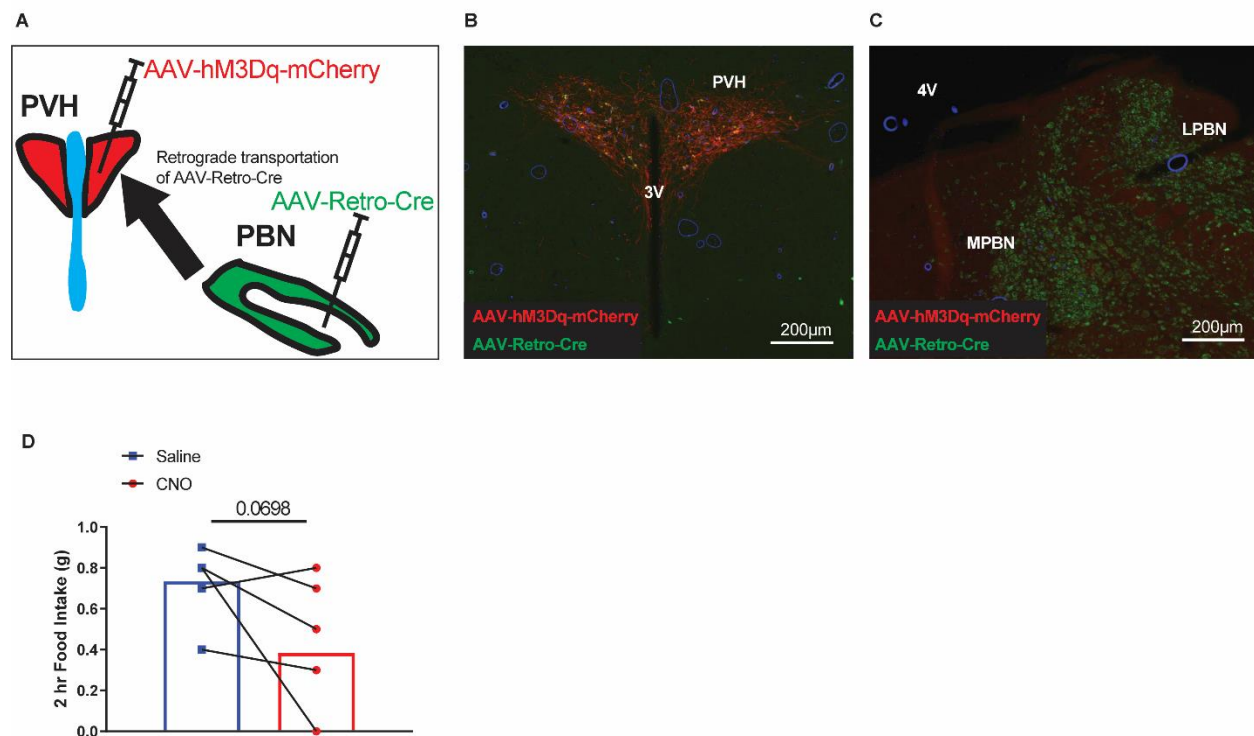 A
AAV-hM3Dq-mCherry
PVH
Retrograde transportation
of AAV-Retro-Cre
AAV-Retro-Cre
PBN
B
PVH
3V
AAV-hM3Dq-mCherry
AAV-Retro-Cre
200μm
C
4V
LPBN
MPBN
AAV-hM3Dq-mCherry
AAV-Retro-Cre
200μm
D
Saline
CNO
0.0698
2 hr Food Intake (g)
1.0
0.8
0.6
0.4
0.2
0.0